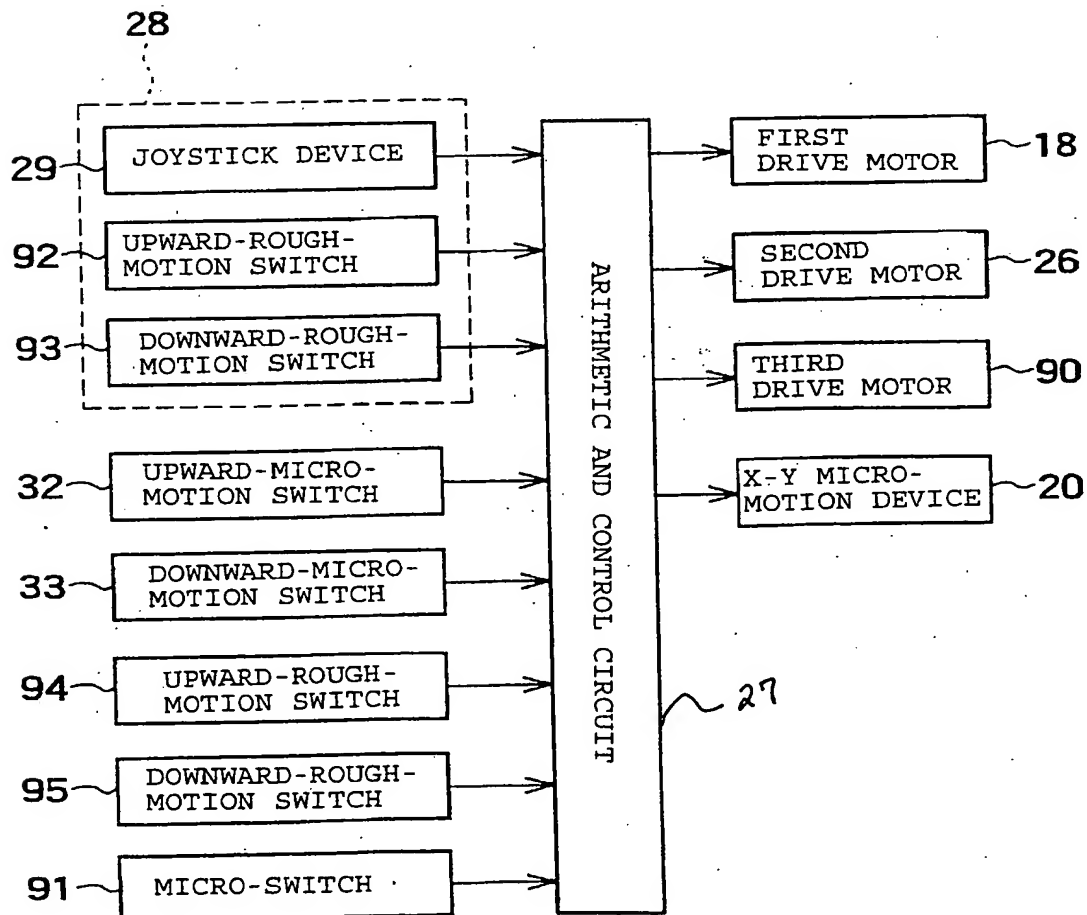 28
29
JOYSTICK DEVICE
92
UPWARD-ROUGH-
MOTION SWITCH
93
DOWNWARD-ROUGH-
MOTION SWITCH
32
UPWARD-MICRO-
MOTION SWITCH
33
DOWNWARD-MICRO-
MOTION SWITCH
94
UPWARD-ROUGH-
MOTION SWITCH
95
DOWNWARD-ROUGH-
MOTION SWITCH
91
MICRO-SWITCH
ARITHMETIC AND CONTROL CIRCUIT
27
FIRST
DRIVE MOTOR
18
SECOND
DRIVE MOTOR
26
THIRD
DRIVE MOTOR
90
X-Y MICRO-
MOTION DEVICE
20